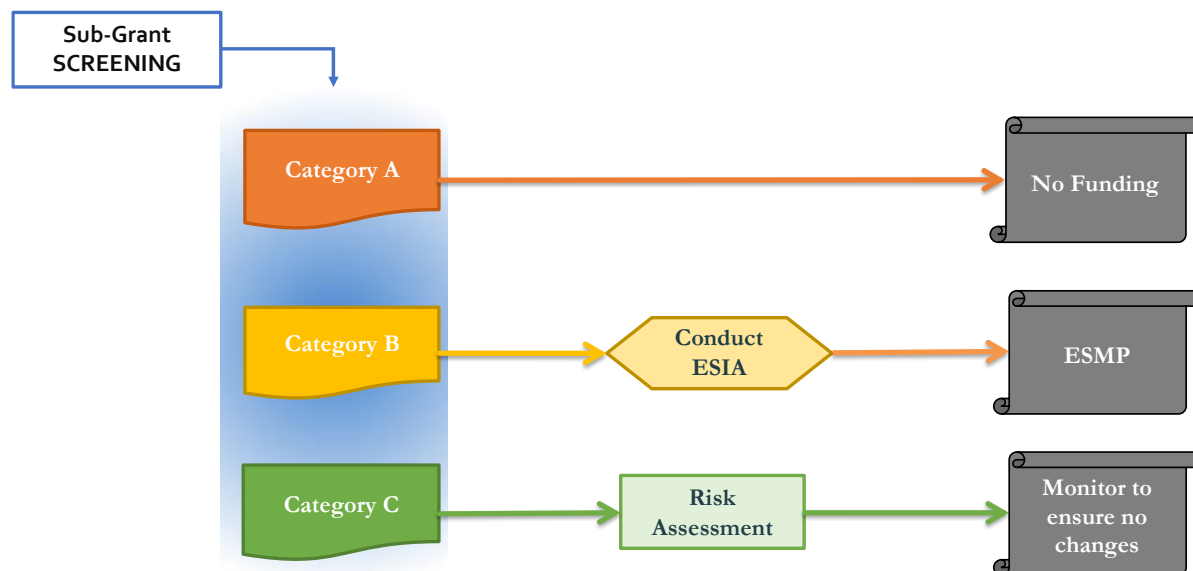 Sub-Grant
SCREENING
Category A
No Funding
Category B
Conduct
ESIA
ESMP
Category C
Risk
Assessment
Monitor to
ensure no
changes